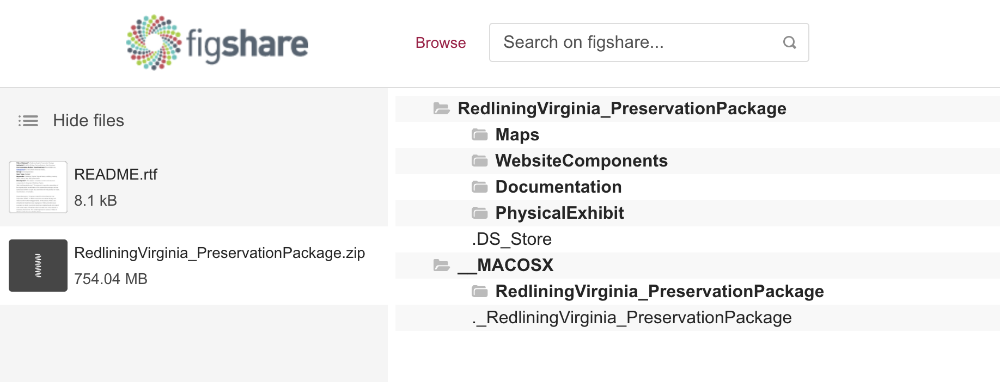 figshare
Browse
Search on figshare...
Hide files
README.rtf
8.1 kB
RedliningVirginia_PreservationPackage.zip
754.04 MB
RedliningVirginia_PreservationPackage
Maps
WebsiteComponents
Documentation
PhysicalExhibit
.DS_Store
__MACOSX
RedliningVirginia_PreservationPackage
._RedliningVirginia_PreservationPackage